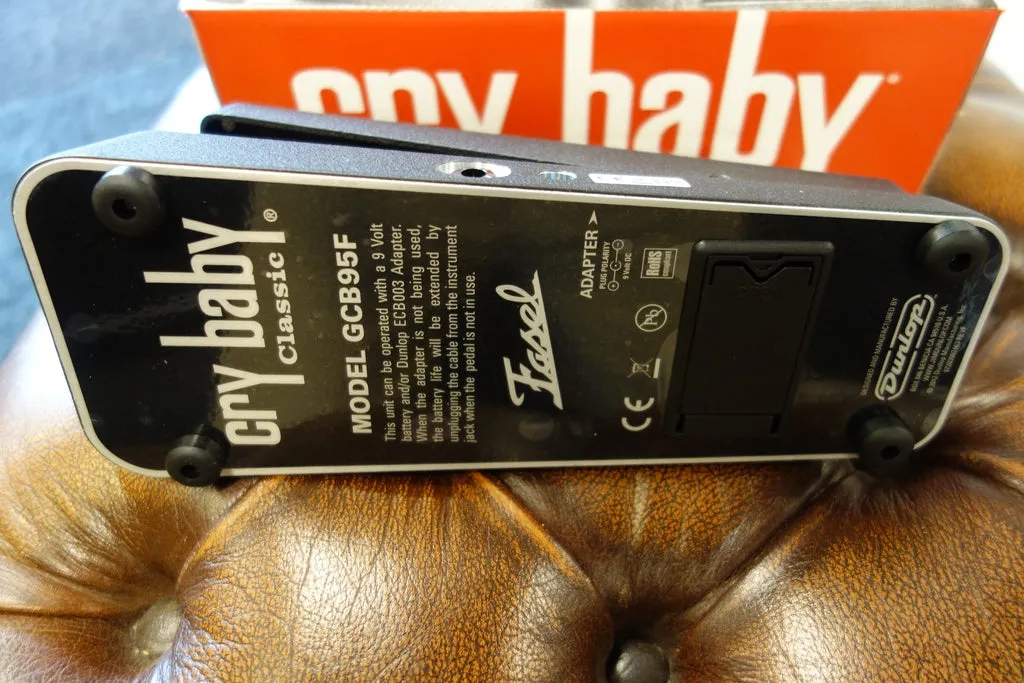 cry baby
cry baby
Classic®
MODEL GCB95F
This unit can be operated with a 9 Volt
battery and/or Dunlop ECB003 Adapter.
When the adapter is not being used,
the battery life will be extended by
unplugging the cable from the instrument
jack when the pedal is not in use.
Fasel
ADAPTER
PLUG POLARITY
9 Volt DC
RoHS
compliant
Pb
CE
DESIGNED AND MANUFACTURED BY
Dunlop